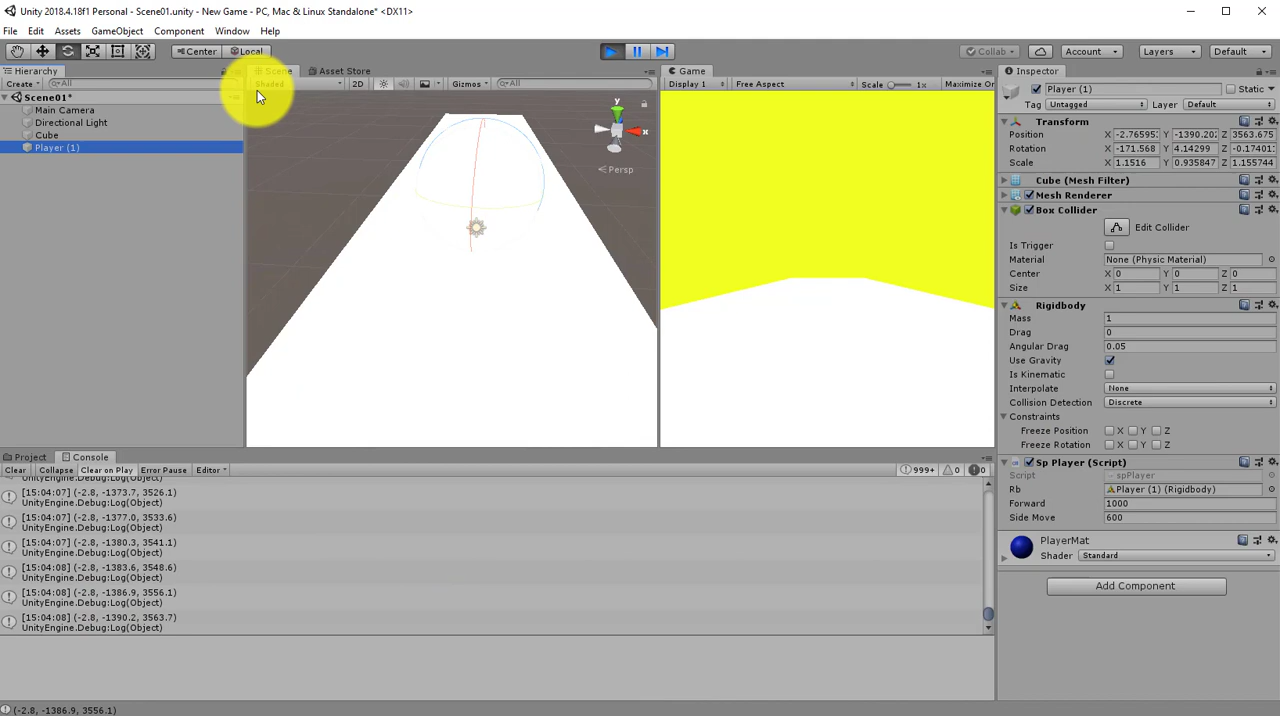 Unity 2018.4.18f1 Personal - Scene01.unity - New Game - PC, Mac & Linux Standalone* <DX11>
File Edit Assets GameObject Component Window Help
Center Local Collab Account Layers Default
Hierarchy Scene Asset Store Game Inspector
Create All Shaded 2D Gizmos All Display 1 Free Aspect Scale 1x Maximize On
Player (1) Static
Tag Untagged Layer Default
Scene01*
Main Camera
Directional Light
Cube
Player (1)
y
x
Persp
Transform
Position X -2.76595 Y -1390.20 Z 3563.675
Rotation X -171.568 Y 4.14299 Z -0.17401
Scale X 1.1516 Y 0.935847 Z 1.155744
Cube (Mesh Filter)
Mesh Renderer
Box Collider
Edit Collider
Is Trigger
Material None (Physic Material)
Center X 0 Y 0 Z 0
Size X 1 Y 1 Z 1
Rigidbody
Mass 1
Drag 0
Angular Drag 0.05
Use Gravity
Is Kinematic
Interpolate None
Collision Detection Discrete
Constraints
Freeze Position X Y Z
Freeze Rotation X Y Z
Sp Player (Script)
Script spPlayer
Rb Player (1) (Rigidbody)
Forward 1000
Side Move 600
PlayerMat
Shader Standard
Add Component
Project Console
Clear Collapse Clear on Play Error Pause Editor 999+ 0 0
UnityEngine.Debug:Log(Object)
[15:04:07] (-2.8, -1373.7, 3526.1)
UnityEngine.Debug:Log(Object)
[15:04:07] (-2.8, -1377.0, 3533.6)
UnityEngine.Debug:Log(Object)
[15:04:07] (-2.8, -1380.3, 3541.1)
UnityEngine.Debug:Log(Object)
[15:04:08] (-2.8, -1383.6, 3548.6)
UnityEngine.Debug:Log(Object)
[15:04:08] (-2.8, -1386.9, 3556.1)
UnityEngine.Debug:Log(Object)
[15:04:08] (-2.8, -1390.2, 3563.7)
UnityEngine.Debug:Log(Object)
(-2.8, -1386.9, 3556.1)